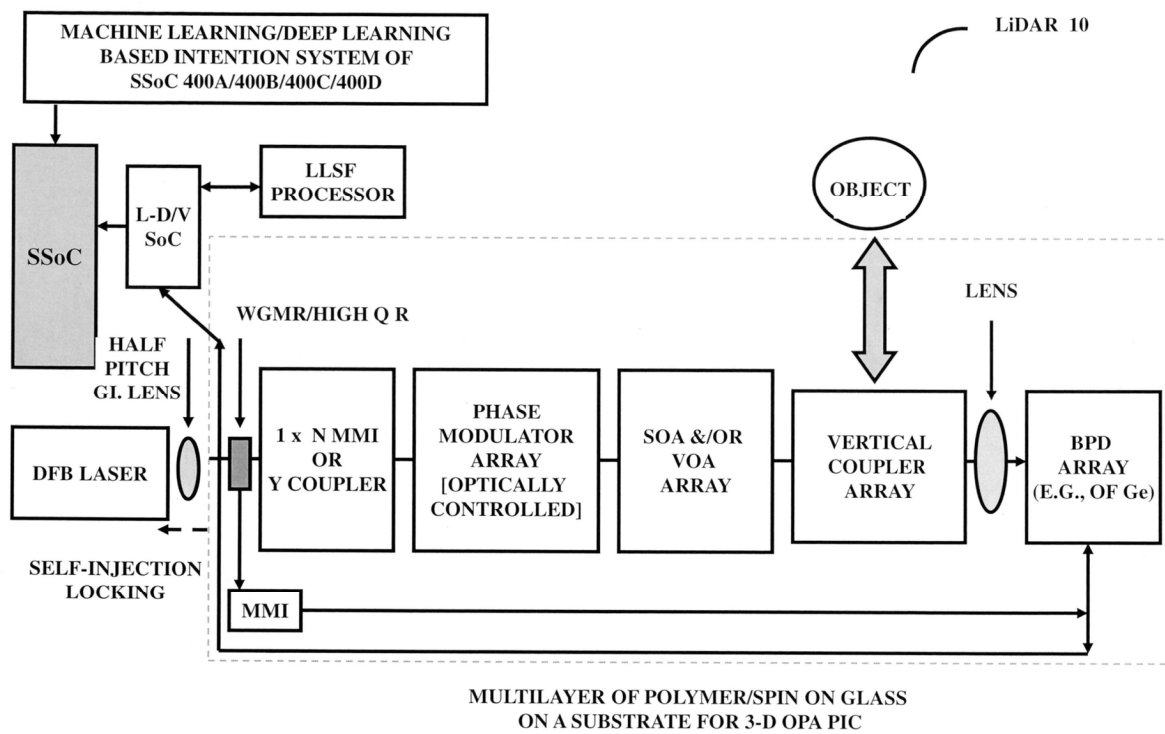 MACHINE LEARNING/DEEP LEARNING
BASED INTENTION SYSTEM OF
SSoC 400A/400B/400C/400D
LiDAR 10
SSoC
L-D/V
SoC
LLSF
PROCESSOR
OBJECT
WGMR/HIGH Q R
LENS
HALF
PITCH
GI. LENS
DFB LASER
1 x N MMI
OR
Y COUPLER
PHASE
MODULATOR
ARRAY
[OPTICALLY
CONTROLLED]
SOA &/OR
VOA
ARRAY
VERTICAL
COUPLER
ARRAY
BPD
ARRAY
(E.G., OF Ge)
SELF-INJECTION
LOCKING
MMI
MULTILAYER OF POLYMER/SPIN ON GLASS
ON A SUBSTRATE FOR 3-D OPA PIC